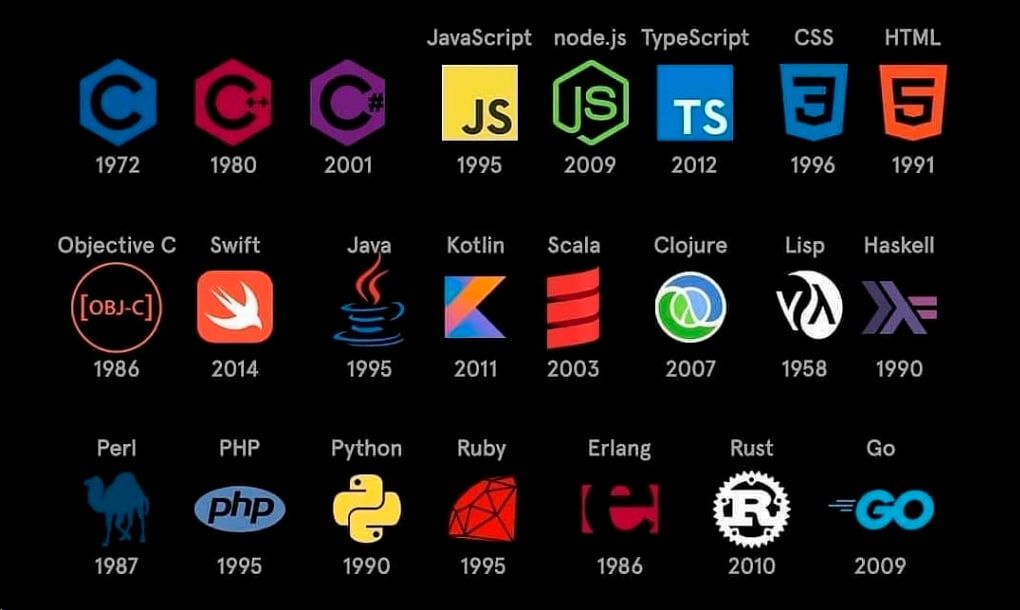 JavaScript node.js TypeScript CSS HTML
C C++ C# JS JS TS 3 5
1972 1980 2001 1995 2009 2012 1996 1991
Objective C Swift Java Kotlin Scala Clojure Lisp Haskell
[OBJ-C]
1986 2014 1995 2011 2003 2007 1958 1990
Perl PHP Python Ruby Erlang Rust Go
php e R GO
1987 1995 1990 1995 1986 2010 2009